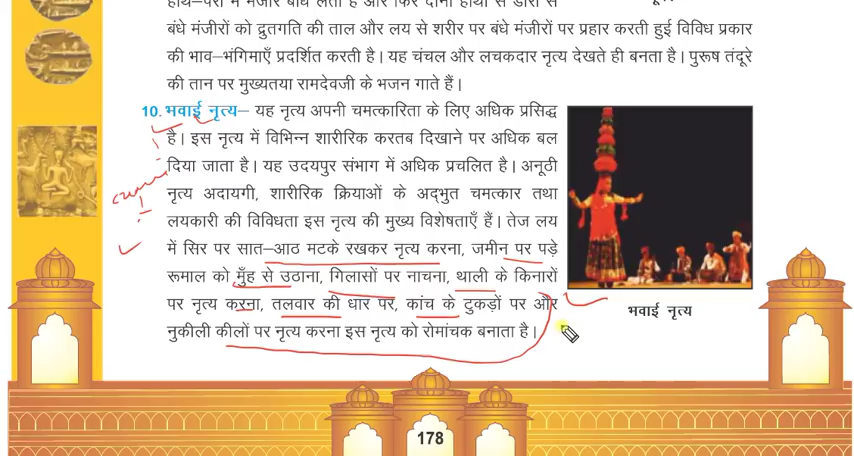 बंधे मंजीरों को द्रुतगति की ताल और लय से शरीर पर बंधे मंजीरों पर प्रहार करती हुई विविध प्रकार
की भाव–भंगिमाएँ प्रदर्शित करती है। यह चंचल और लचकदार नृत्य देखते ही बनता है। पुरूष तंदूरे
की तान पर मुख्यतया रामदेवजी के भजन गाते हैं।
10. भवाई नृत्य– यह नृत्य अपनी चमत्कारिता के लिए अधिक प्रसिद्ध
है। इस नृत्य में विभिन्न शारीरिक करतब दिखाने पर अधिक बल
दिया जाता है। यह उदयपुर संभाग में अधिक प्रचलित है। अनूठी
नृत्य अदायगी, शारीरिक क्रियाओं के अद्भुत चमत्कार तथा
लयकारी की विविधता इस नृत्य की मुख्य विशेषताएँ हैं। तेज लय
में सिर पर सात–आठ मटके रखकर नृत्य करना, जमीन पर पड़े
रूमाल को मुँह से उठाना, गिलासों पर नाचना, थाली के किनारों
पर नृत्य करना, तलवार की धार पर, कांच के टुकड़ों पर और
नुकीली कीलों पर नृत्य करना इस नृत्य को रोमांचक बनाता है।
भवाई नृत्य
178